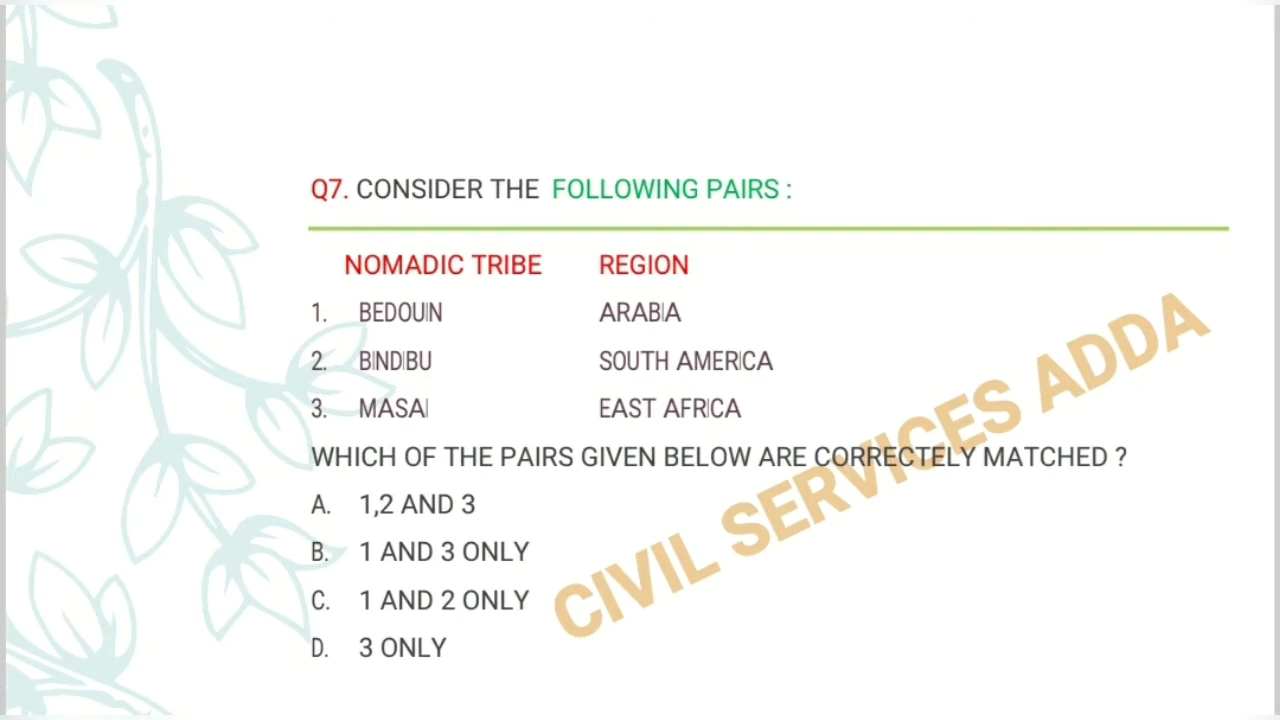 Q7. CONSIDER THE FOLLOWING PAIRS :
NOMADIC TRIBE REGION
1. BEDOUIN ARABIA
2. BINDIBU SOUTH AMERICA
3. MASAI EAST AFRICA
WHICH OF THE PAIRS GIVEN BELOW ARE CORRECTELY MATCHED ?
A. 1,2 AND 3
B. 1 AND 3 ONLY
C. 1 AND 2 ONLY
D. 3 ONLY
CIVIL SERVICES ADDA